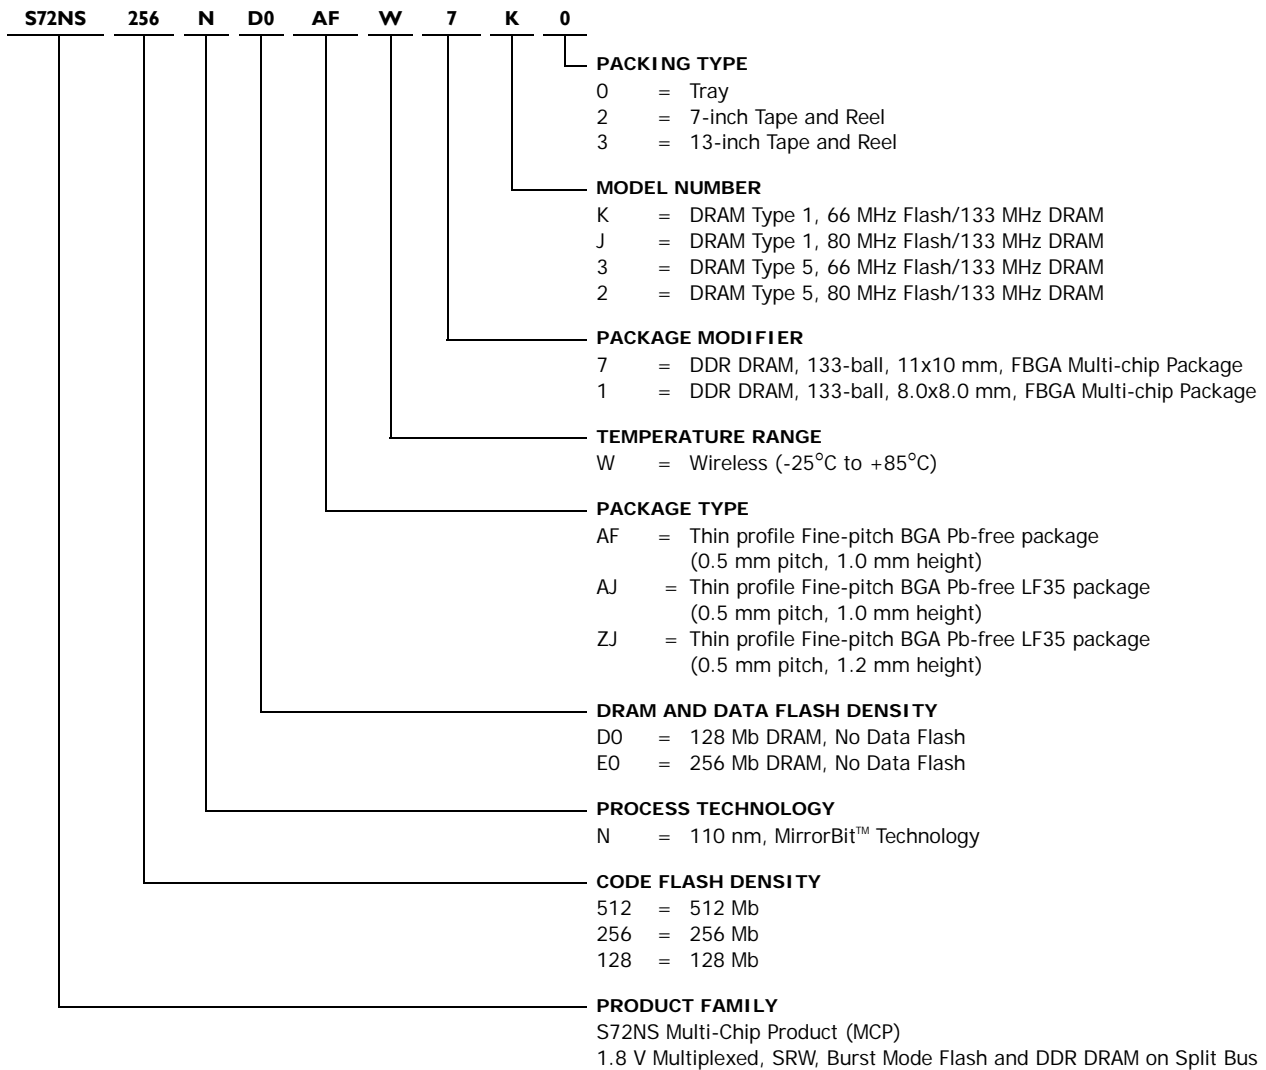 S72NS 256 N D0 AF W 7 K 0
PACKING TYPE
0 = Tray
2 = 7-inch Tape and Reel
3 = 13-inch Tape and Reel
MODEL NUMBER
K = DRAM Type 1, 66 MHz Flash/133 MHz DRAM
J = DRAM Type 1, 80 MHz Flash/133 MHz DRAM
3 = DRAM Type 5, 66 MHz Flash/133 MHz DRAM
2 = DRAM Type 5, 80 MHz Flash/133 MHz DRAM
PACKAGE MODIFIER
7 = DDR DRAM, 133-ball, 11x10 mm, FBGA Multi-chip Package
1 = DDR DRAM, 133-ball, 8.0x8.0 mm, FBGA Multi-chip Package
TEMPERATURE RANGE
W = Wireless (-25°C to +85°C)
PACKAGE TYPE
AF = Thin profile Fine-pitch BGA Pb-free package
(0.5 mm pitch, 1.0 mm height)
AJ = Thin profile Fine-pitch BGA Pb-free LF35 package
(0.5 mm pitch, 1.0 mm height)
ZJ = Thin profile Fine-pitch BGA Pb-free LF35 package
(0.5 mm pitch, 1.2 mm height)
DRAM AND DATA FLASH DENSITY
D0 = 128 Mb DRAM, No Data Flash
E0 = 256 Mb DRAM, No Data Flash
PROCESS TECHNOLOGY
N = 110 nm, MirrorBit™ Technology
CODE FLASH DENSITY
512 = 512 Mb
256 = 256 Mb
128 = 128 Mb
PRODUCT FAMILY
S72NS Multi-Chip Product (MCP)
1.8 V Multiplexed, SRW, Burst Mode Flash and DDR DRAM on Split Bus